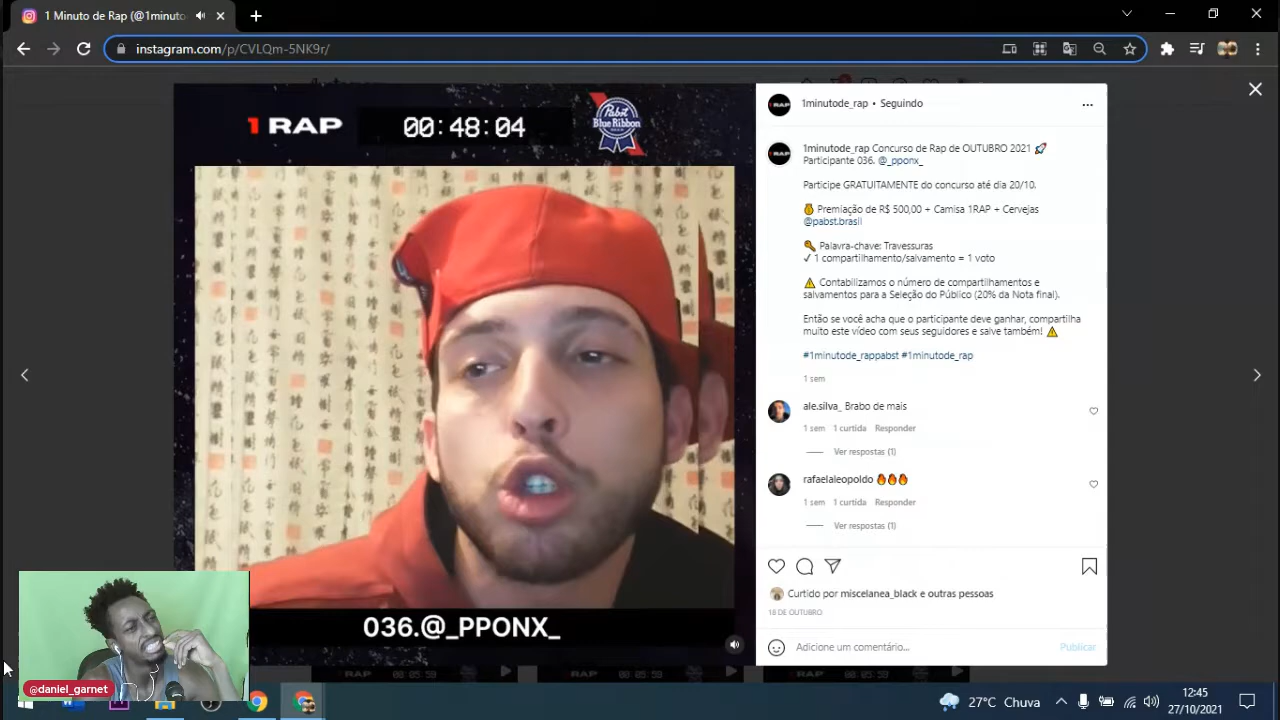 1 Minuto de Rap (@1minuto
instagram.com/p/CVLQm-5NK9r/
1 RAP
00:48:04
Pabst
Blue Ribbon
1minutode_rap • Seguindo
1minutode_rap Concurso de Rap de OUTUBRO 2021 🚀
Participante 036. @_pponx_
Participe GRATUITAMENTE do concurso até dia 20/10.
🏅 Premiação de R$ 500,00 + Camisa 1RAP + Cervejas
@pabst.brasil
🔑 Palavra-chave: Travessuras
✓ 1 compartilhamento/salvamento = 1 voto
⚠️ Contabilizamos o número de compartilhamentos e
salvamentos para a Seleção do Público (20% da Nota final).
Então se você acha que o participante deve ganhar, compartilha
muito este vídeo com seus seguidores e salve também! ⚠️
#1minutode_rappabst #1minutode_rap
1 sem
ale.silva_ Brabo de mais
1 sem 1 curtida Responder
Ver respostas (1)
rafaelaleopoldo 🔥🔥🔥
1 sem 1 curtida Responder
Ver respostas (1)
Curtido por miscelanea_black e outras pessoas
18 DE OUTUBRO
Adicione um comentário...
Publicar
036.@_PPONX_
@daniel_garnet
27°C Chuva
12:45
27/10/2021